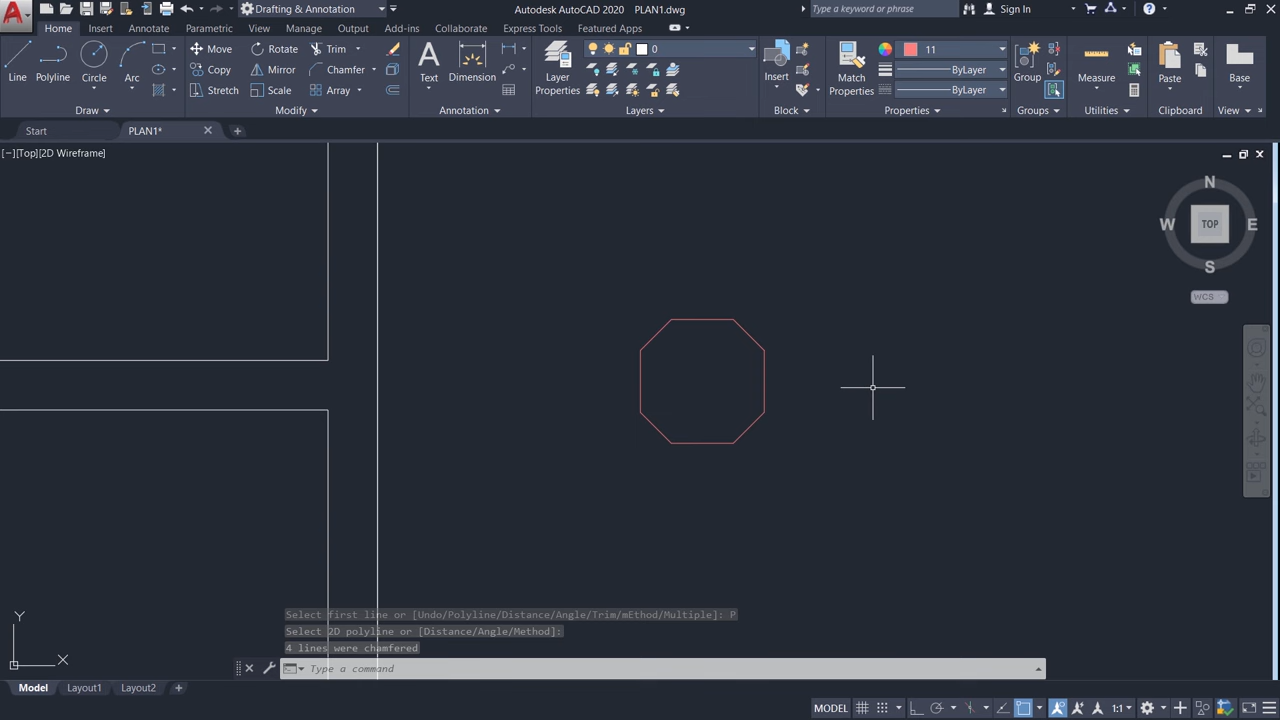 Drafting & Annotation
Autodesk AutoCAD 2020 PLAN1.dwg
Type a keyword or phrase
Sign In
Home Insert Annotate Parametric View Manage Output Add-ins Collaborate Express Tools Featured Apps
Line
Polyline
Circle
Arc
Move Rotate Trim
Copy Mirror Chamfer
Stretch Scale Array
Text
Dimension
Layer
Properties
0
Insert
Match
Properties
11
ByLayer
ByLayer
Group
Measure
Paste
Base
Draw Modify Annotation Layers Block Properties Groups Utilities Clipboard View
Start PLAN1*
[−][Top][2D Wireframe]
N
W TOP E
S
WCS
Y
X
Select first line or [Undo/Polyline/Distance/Angle/Trim/mEthod/Multiple]: P
Select 2D polyline or [Distance/Angle/Method]:
4 lines were chamfered
Type a command
Model Layout1 Layout2
MODEL
1:1